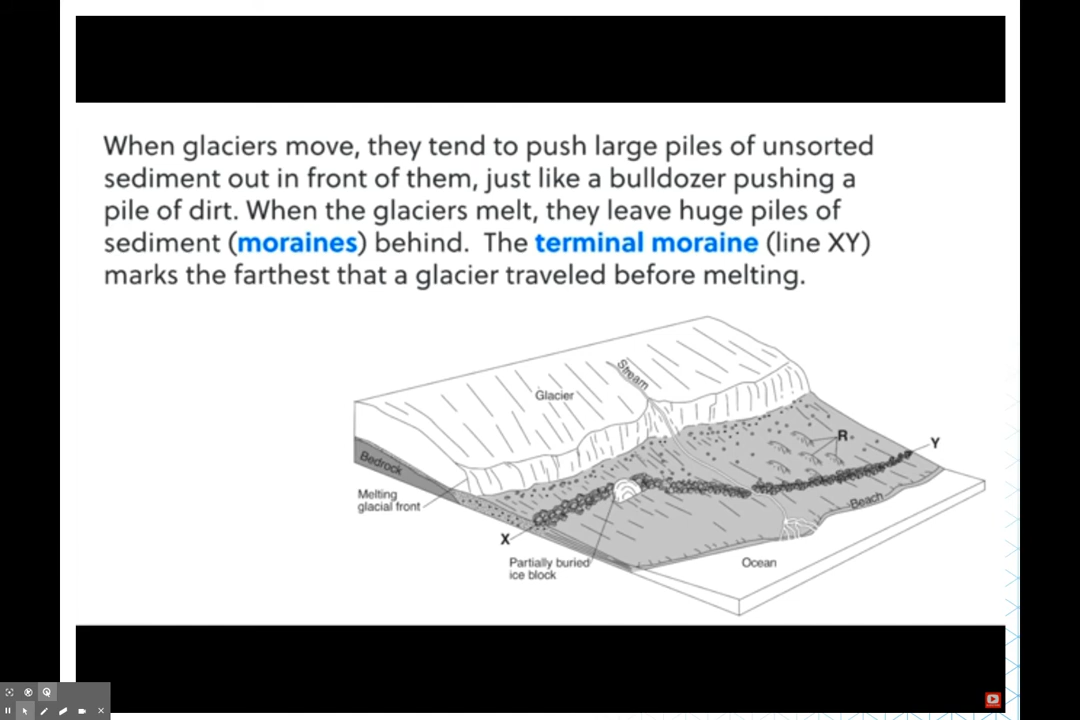 When glaciers move, they tend to push large piles of unsorted
sediment out in front of them, just like a bulldozer pushing a
pile of dirt. When the glaciers melt, they leave huge piles of
sediment (moraines) behind. The terminal moraine (line XY)
marks the farthest that a glacier traveled before melting.
Stream
Glacier
R
Y
Bedrock
Melting
glacial front
Beach
X
Partially buried
ice block
Ocean